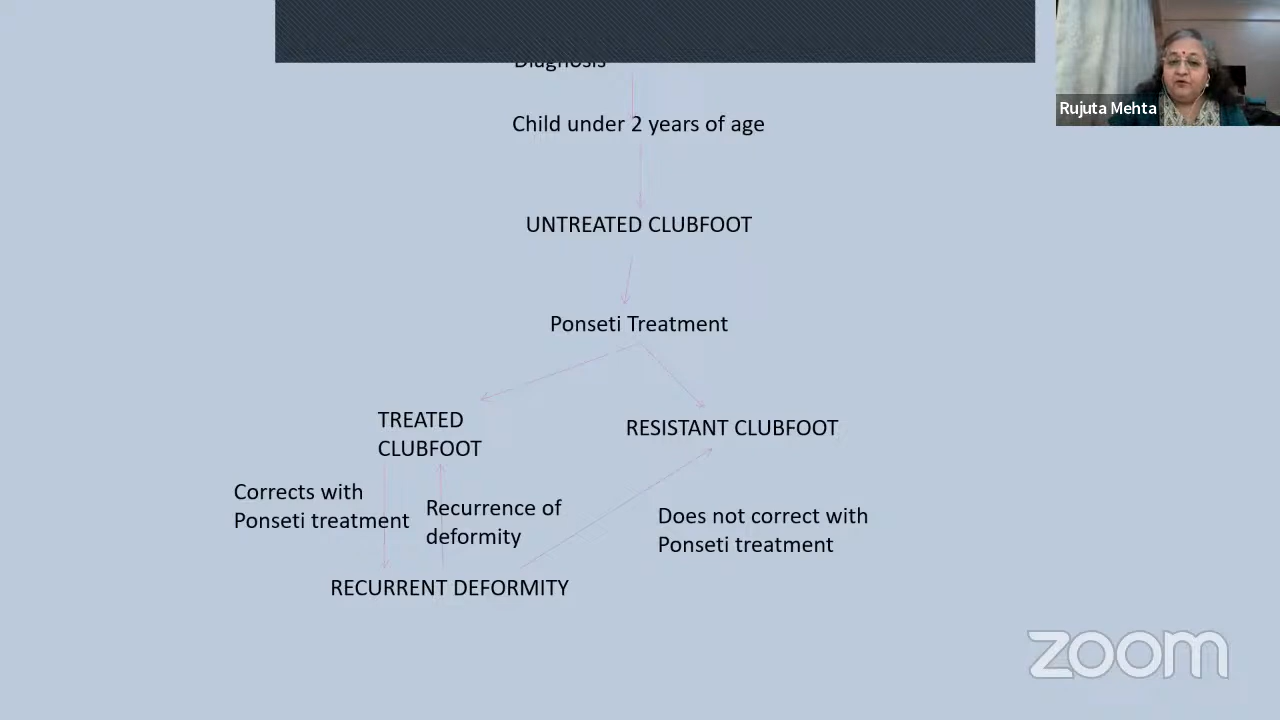 Diagnosis
Child under 2 years of age
UNTREATED CLUBFOOT
Ponseti Treatment
TREATED
CLUBFOOT
RESISTANT CLUBFOOT
Corrects with
Ponseti treatment
Recurrence of
deformity
Does not correct with
Ponseti treatment
RECURRENT DEFORMITY
Rujuta Mehta
zoom